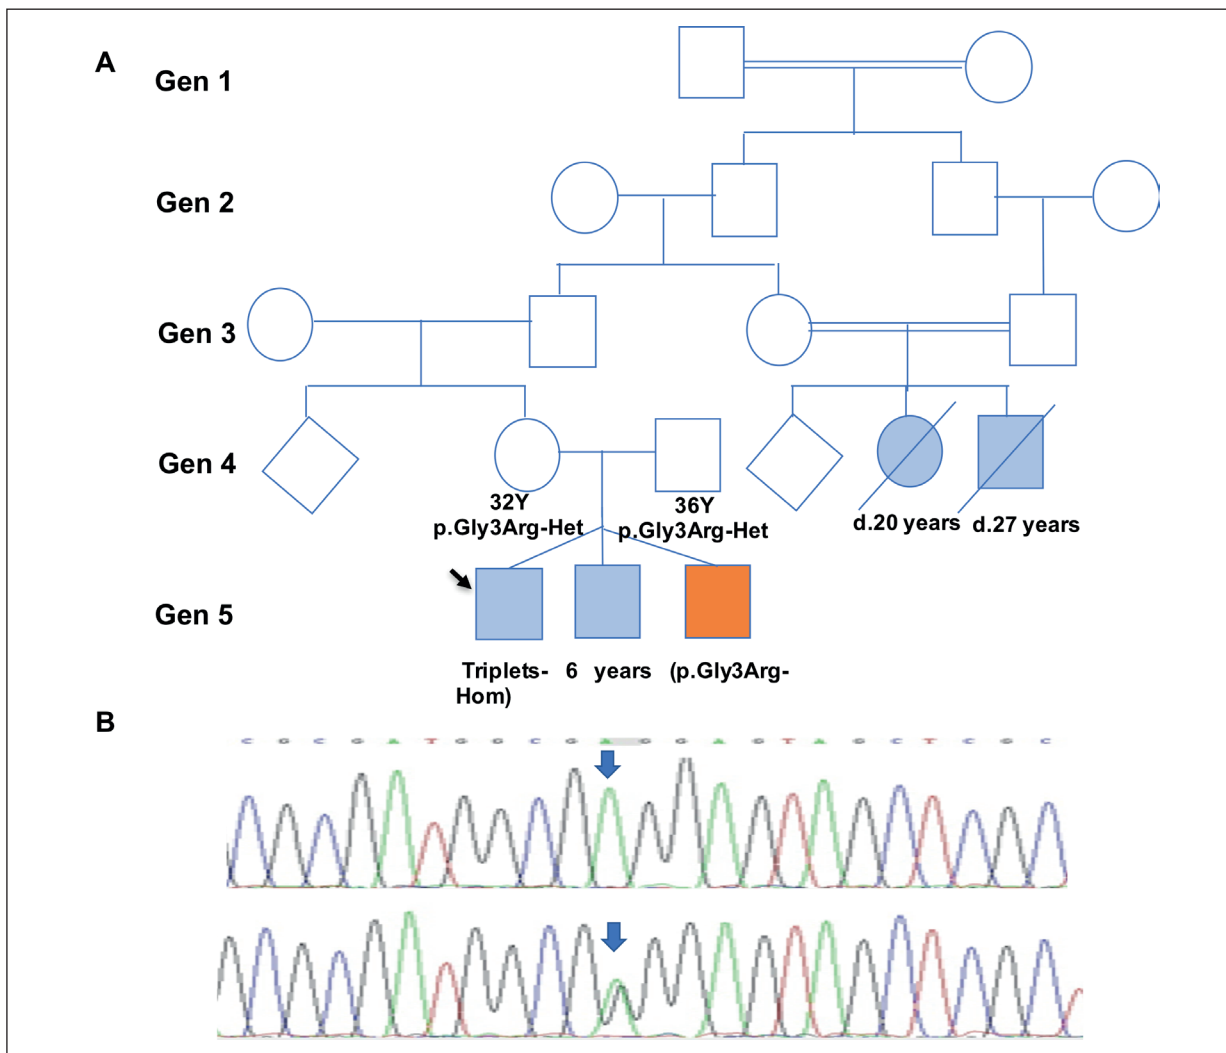 A
Gen 1
Gen 2
Gen 3
Gen 4
32Y
p.Gly3Arg-Het
36Y
p.Gly3Arg-Het
d.20 years
d.27 years
Gen 5
Triplets- 6 years (p.Gly3Arg-
Hom)
B
C G C G A T G G C G A G G A G T A G C T C G C